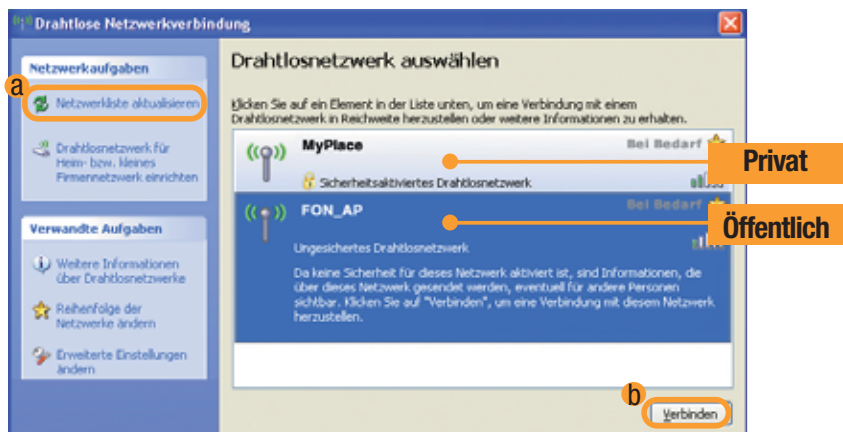 Drahtlose Netzwerkverbindung
Netzwerkaufgaben
a
Netzwerkliste aktualisieren
Drahtlosnetzwerk für
Heim- bzw. kleines
Firmennetzwerk einrichten
Verwandte Aufgaben
Weitere Informationen
über Drahtlosnetzwerke
Reihenfolge der
Netzwerke ändern
Erweiterte Einstellungen
ändern
Drahtlosnetzwerk auswählen
Klicken Sie auf ein Element in der Liste unten, um eine Verbindung mit einem
Drahtlosnetzwerk in Reichweite herzustellen oder weitere Informationen zu erhalten.
MyPlace
Bei Bedarf
Sicherheitsaktiviertes Drahtlosnetzwerk
Privat
FON_AP
Bei Bedarf
Öffentlich
Ungesichertes Drahtlosnetzwerk
Da keine Sicherheit für dieses Netzwerk aktiviert ist, sind Informationen, die
über dieses Netzwerk gesendet werden, eventuell für andere Personen
sichtbar. Klicken Sie auf "Verbinden", um eine Verbindung mit diesem Netzwerk
herzustellen.
b
Verbinden